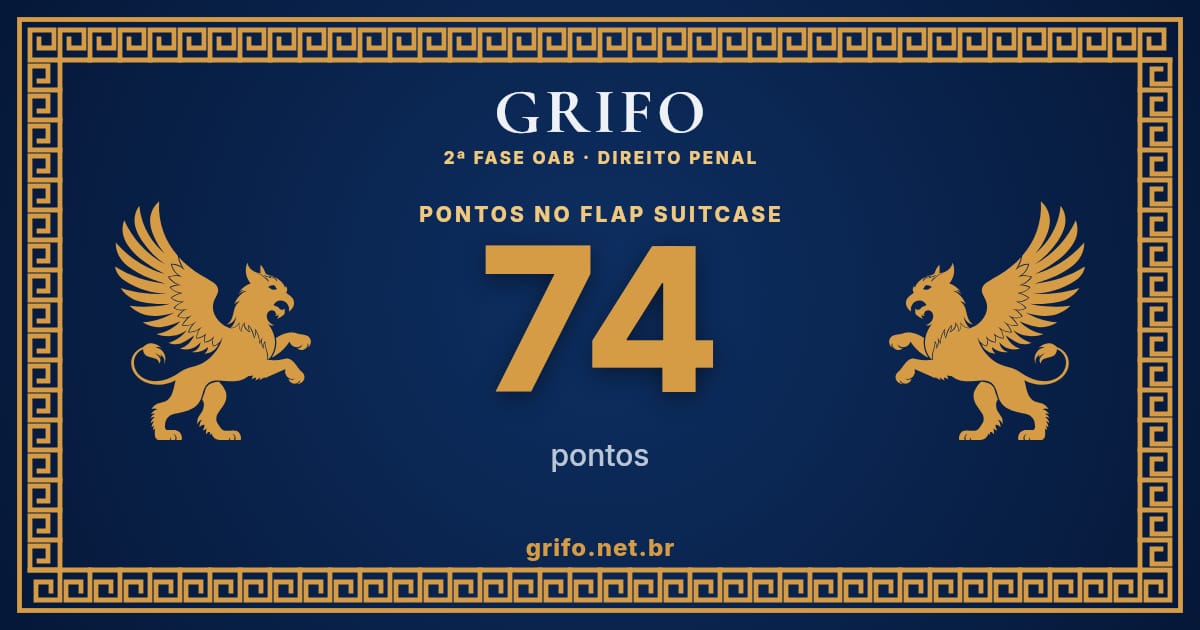 GRIFO
2ª FASE OAB · DIREITO PENAL
PONTOS NO FLAP SUITCASE
74
pontos
grifo.net.br